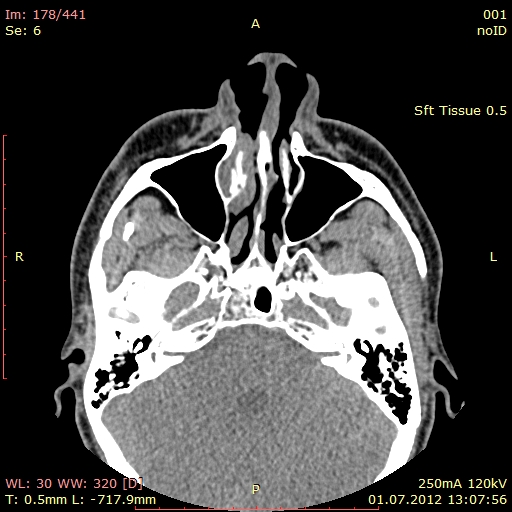 Im: 178/441
Se: 6
A
001
noID
Sft Tissue 0.5
R
L
WL: 30 WW: 320 [D]
T: 0.5mm L: -717.9mm
P
250mA 120kV
01.07.2012 13:07:56